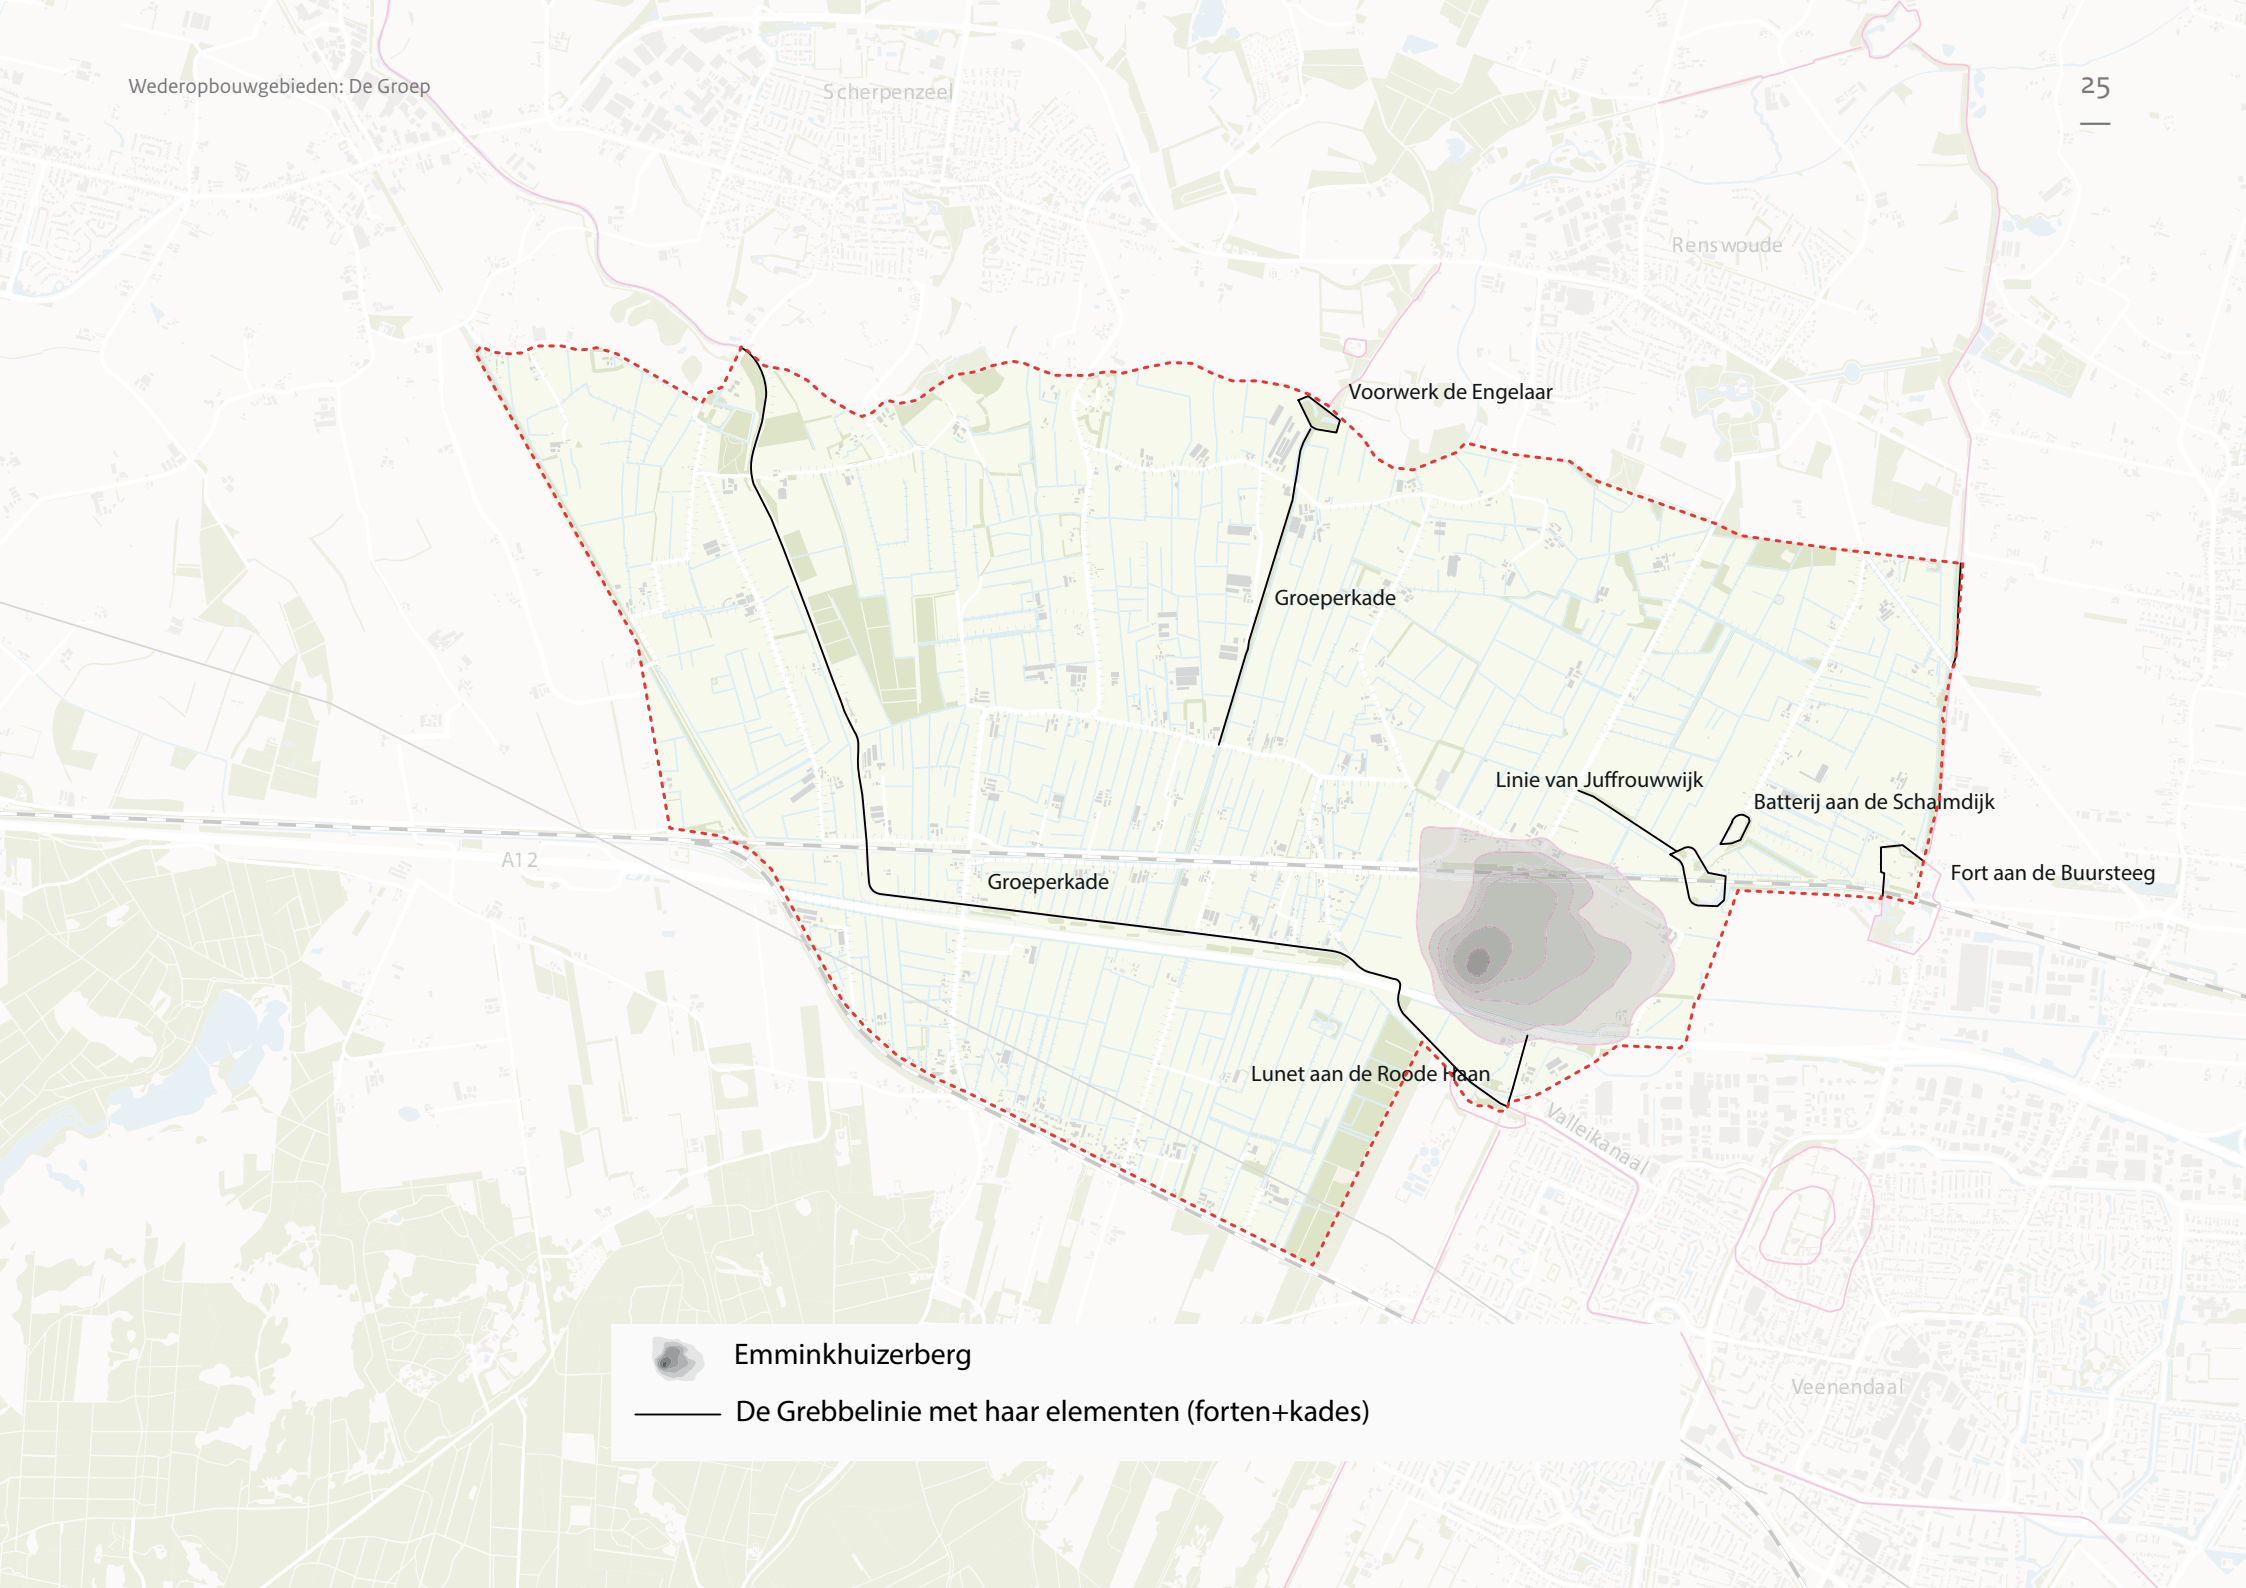 Wederopbouwgebieden: De Groep
25
Scherpenzeel
Renswoude
Voorwerk de Engelaar
Groeperkade
Linie van Juffrouwwijk
Batterij aan de Schalmdijk
A12
Groeperkade
Fort aan de Buursteeg
Lunet aan de Roode Haan
Valleikanaal
Veenendaal
Emminkhuizerberg
De Grebbelinie met haar elementen (forten+kades)